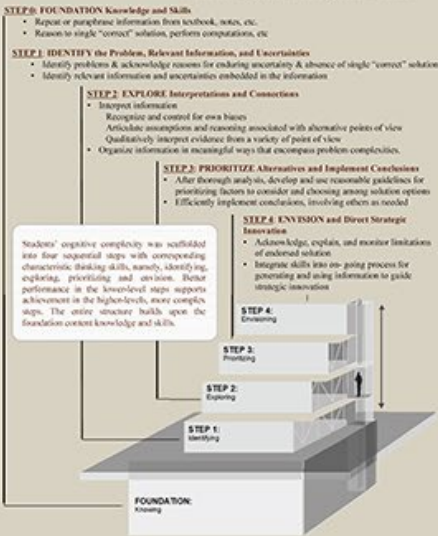 STEP 0: FOUNDATION Knowledge and Skills
• Repeat or paraphrase information from textbook, notes, etc.
• Reason to single "correct" solution, perform computations, etc
STEP 1: IDENTIFY the Problem, Relevant Information, and Uncertainties
• Identify problems & acknowledge reasons for enduring uncertainty & absence of single "correct" solution
• Identify relevant information and uncertainties embedded in the information
STEP 2: EXPLORE Interpretations and Connections
• Interpret information
Recognize and control for own biases
Articulate assumptions and reasoning associated with alternative points of view
Qualitatively interpret evidence from a variety of point of view
• Organize information in meaningful ways that encompass problem complexities.
STEP 3: PRIORITIZE Alternatives and Implement Conclusions
• After thorough analysis, develop and use reasonable guidelines for
prioritizing factors to consider and choosing among solution options
• Efficiently implement conclusions, involving others as needed
STEP 4: ENVISION and Direct Strategic
Innovation
• Acknowledge, explain, and monitor limitations
of endorsed solution
• Integrate skills into on- going process for
generating and using information to guide
strategic innovation
Students' cognitive complexity was scaffolded
into four sequential steps with corresponding
characteristic thinking skills, namely, identifying,
exploring, prioritizing and envision. Better
performance in the lower-level steps supports
achievement in the higher-levels, more complex
steps. The entire structure builds upon the
foundation content knowledge and skills.
STEP 4:
Envisioning
STEP 3:
Prioritizing
STEP 2:
Exploring
STEP 1:
Identifying
FOUNDATION:
Knowing